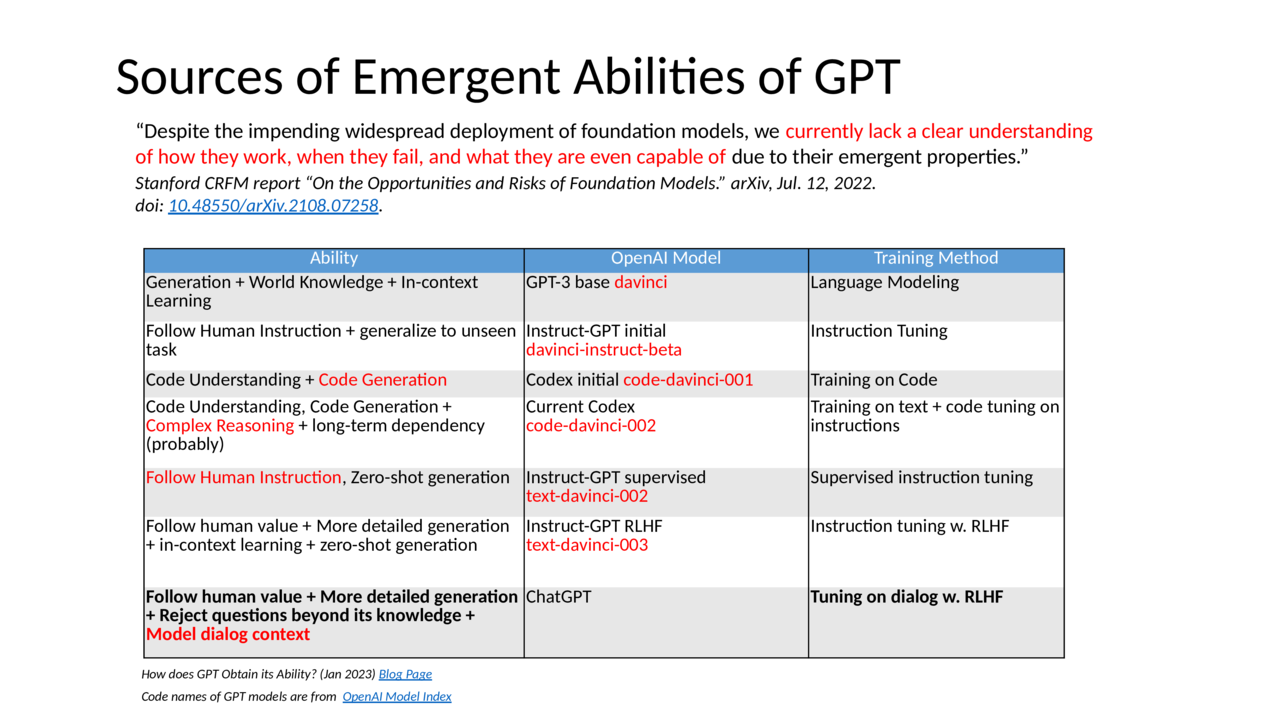 Sources of Emergent Abilities of GPT
“Despite the impending widespread deployment of foundation models, we currently lack a clear understanding
of how they work, when they fail, and what they are even capable of due to their emergent properties.”
Stanford CRFM report “On the Opportunities and Risks of Foundation Models.” arXiv, Jul. 12, 2022.
doi: 10.48550/arXiv.2108.07258.
Ability OpenAI Model Training Method
Generation + World Knowledge + In-context
Learning
GPT-3 base davinci
Language Modeling
Follow Human Instruction + generalize to unseen
task
Instruct-GPT initial
davinci-instruct-beta
Instruction Tuning
Code Understanding + Code Generation
Codex initial code-davinci-001
Training on Code
Code Understanding, Code Generation +
Complex Reasoning + long-term dependency
(probably)
Current Codex
code-davinci-002
Training on text + code tuning on
instructions
Follow Human Instruction, Zero-shot generation
Instruct-GPT supervised
text-davinci-002
Supervised instruction tuning
Follow human value + More detailed generation
+ in-context learning + zero-shot generation
Instruct-GPT RLHF
text-davinci-003
Instruction tuning w. RLHF
Follow human value + More detailed generation
+ Reject questions beyond its knowledge +
Model dialog context
ChatGPT
Tuning on dialog w. RLHF
How does GPT Obtain its Ability? (Jan 2023) Blog Page
Code names of GPT models are from OpenAI Model Index